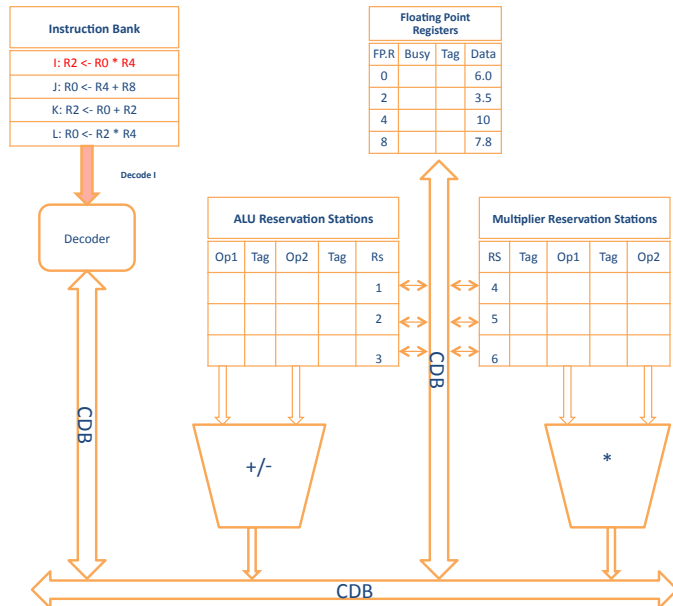 Instruction Bank
I: R2 <- R0 * R4
J: R0 <- R4 + R8
K: R2 <- R0 + R2
L: R0 <- R2 * R4
Decode I
Decoder
CDB
Floating Point
Registers
FP.R Busy Tag Data
0 6.0
2 3.5
4 10
8 7.8
ALU Reservation Stations
Op1 Tag Op2 Tag Rs
1
2
3
+/-
CDB
Multiplier Reservation Stations
RS Tag Op1 Tag Op2
4
5
6
*
CDB